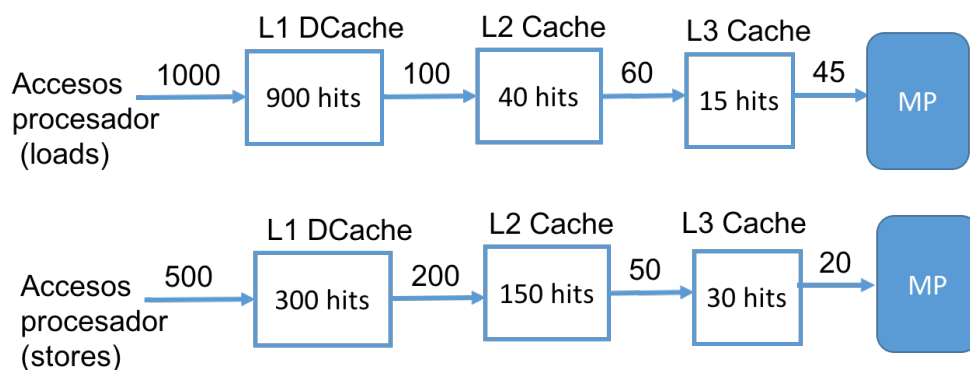 L1 DCache
L2 Cache
L3 Cache
Accesos
procesador
(loads)
1000
900 hits
100
40 hits
60
15 hits
45
MP
L1 DCache
L2 Cache
L3 Cache
Accesos
procesador
(stores)
500
300 hits
200
150 hits
50
30 hits
20
MP